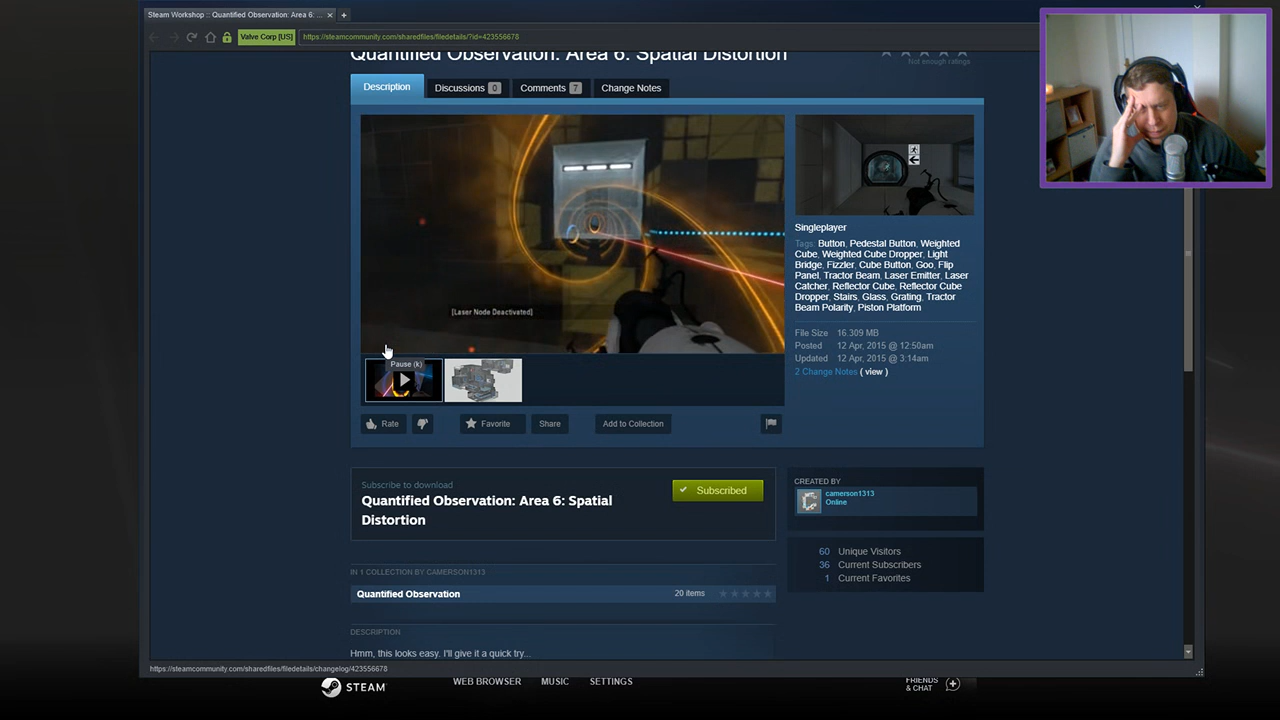 Steam Workshop :: Quantified Observation: Area 6: ...
Valve Corp [US]
https://steamcommunity.com/sharedfiles/filedetails/?id=423556678
Quantified Observation: Area 6: Spatial Distortion
Not enough ratings
Description
Discussions 0
Comments 7
Change Notes
[Laser Node Deactivated]
Pause (k)
Singleplayer
Tags: Button, Pedestal Button, Weighted
Cube, Weighted Cube Dropper, Light
Bridge, Fizzler, Cube Button, Goo, Flip
Panel, Tractor Beam, Laser Emitter, Laser
Catcher, Reflector Cube, Reflector Cube
Dropper, Stairs, Glass, Grating, Tractor
Beam Polarity, Piston Platform
File Size 16.309 MB
Posted 12 Apr, 2015 @ 12:50am
Updated 12 Apr, 2015 @ 3:14am
2 Change Notes ( view )
Rate
Favorite
Share
Add to Collection
Subscribe to download
Quantified Observation: Area 6: Spatial
Distortion
Subscribed
CREATED BY
camerson1313
Online
60 Unique Visitors
36 Current Subscribers
1 Current Favorites
IN 1 COLLECTION BY CAMERSON1313
Quantified Observation
20 items
DESCRIPTION
Hmm, this looks easy. I'll give it a quick try...
https://steamcommunity.com/sharedfiles/filedetails/changelog/423556678
STEAM
WEB BROWSER
MUSIC
SETTINGS
FRIENDS
& CHAT